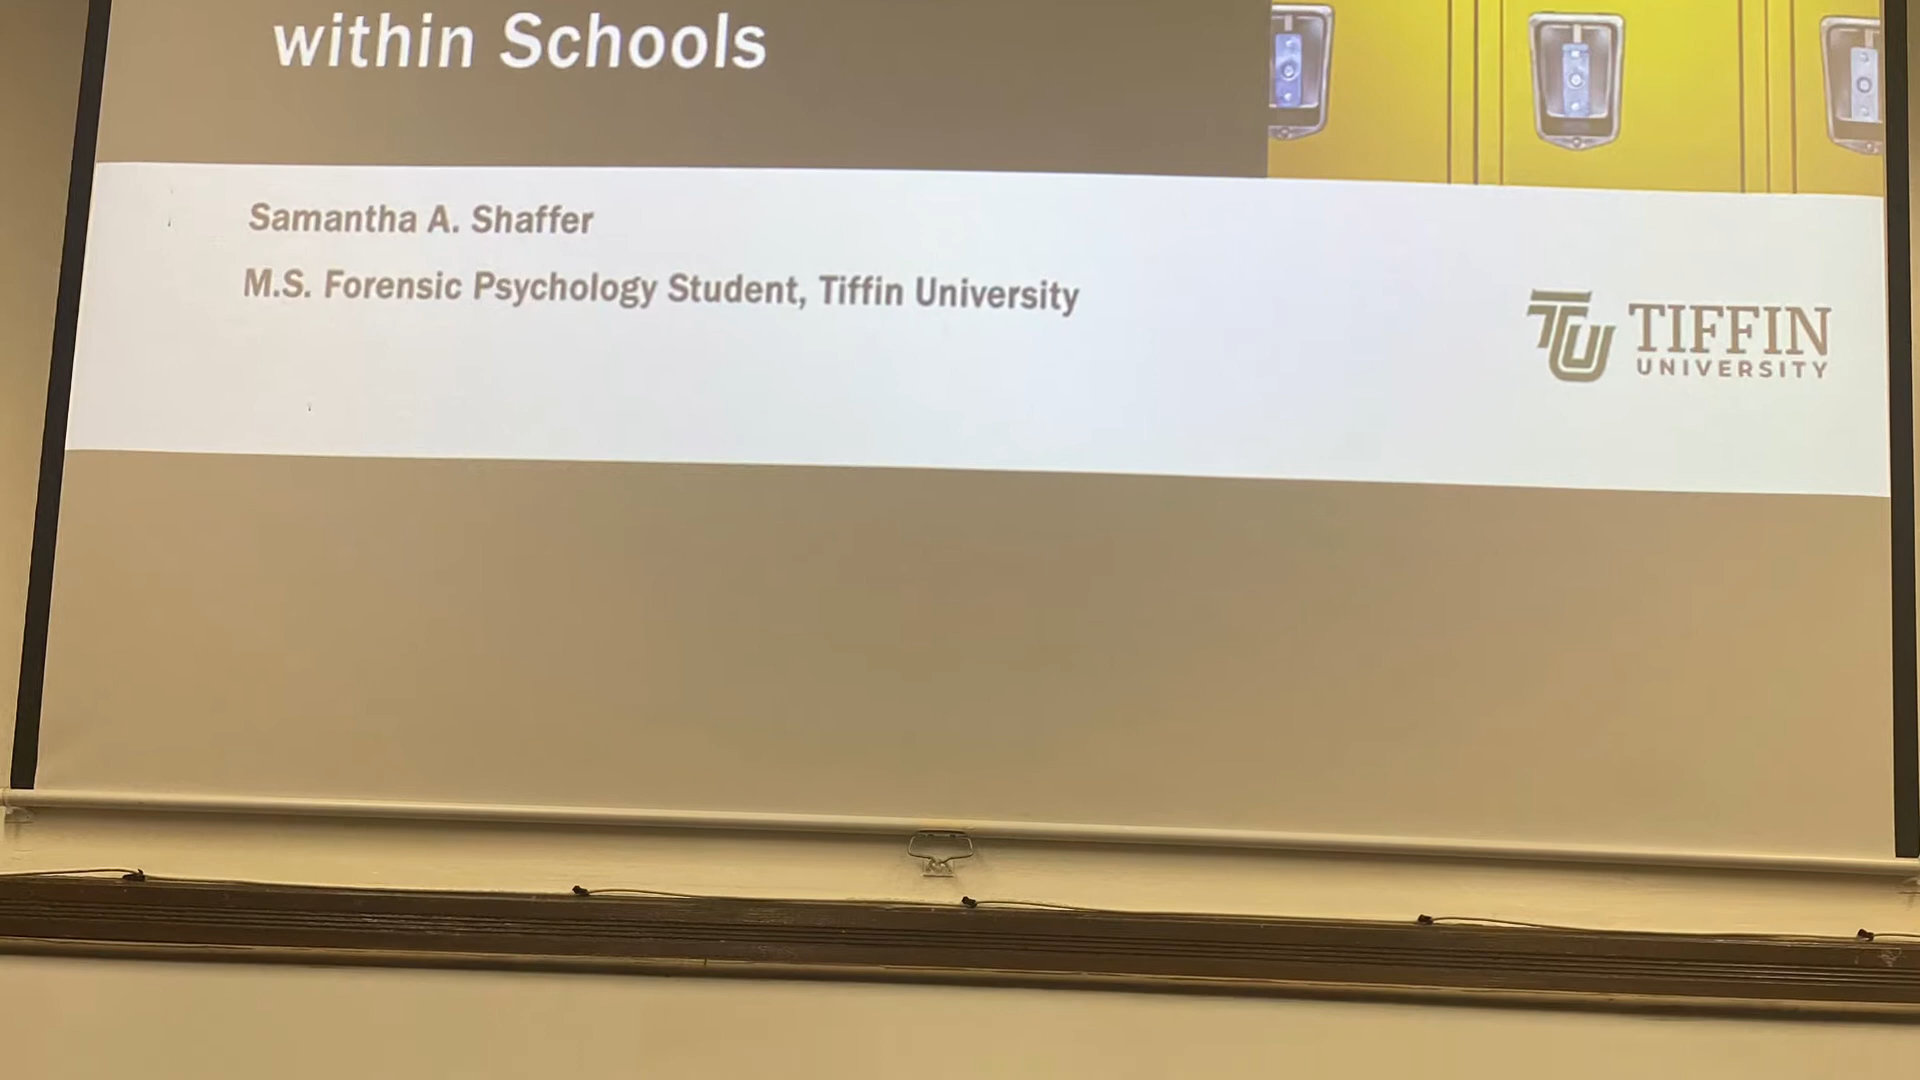 within Schools
Samantha A. Shaffer
M.S. Forensic Psychology Student, Tiffin University
TU TIFFIN
UNIVERSITY